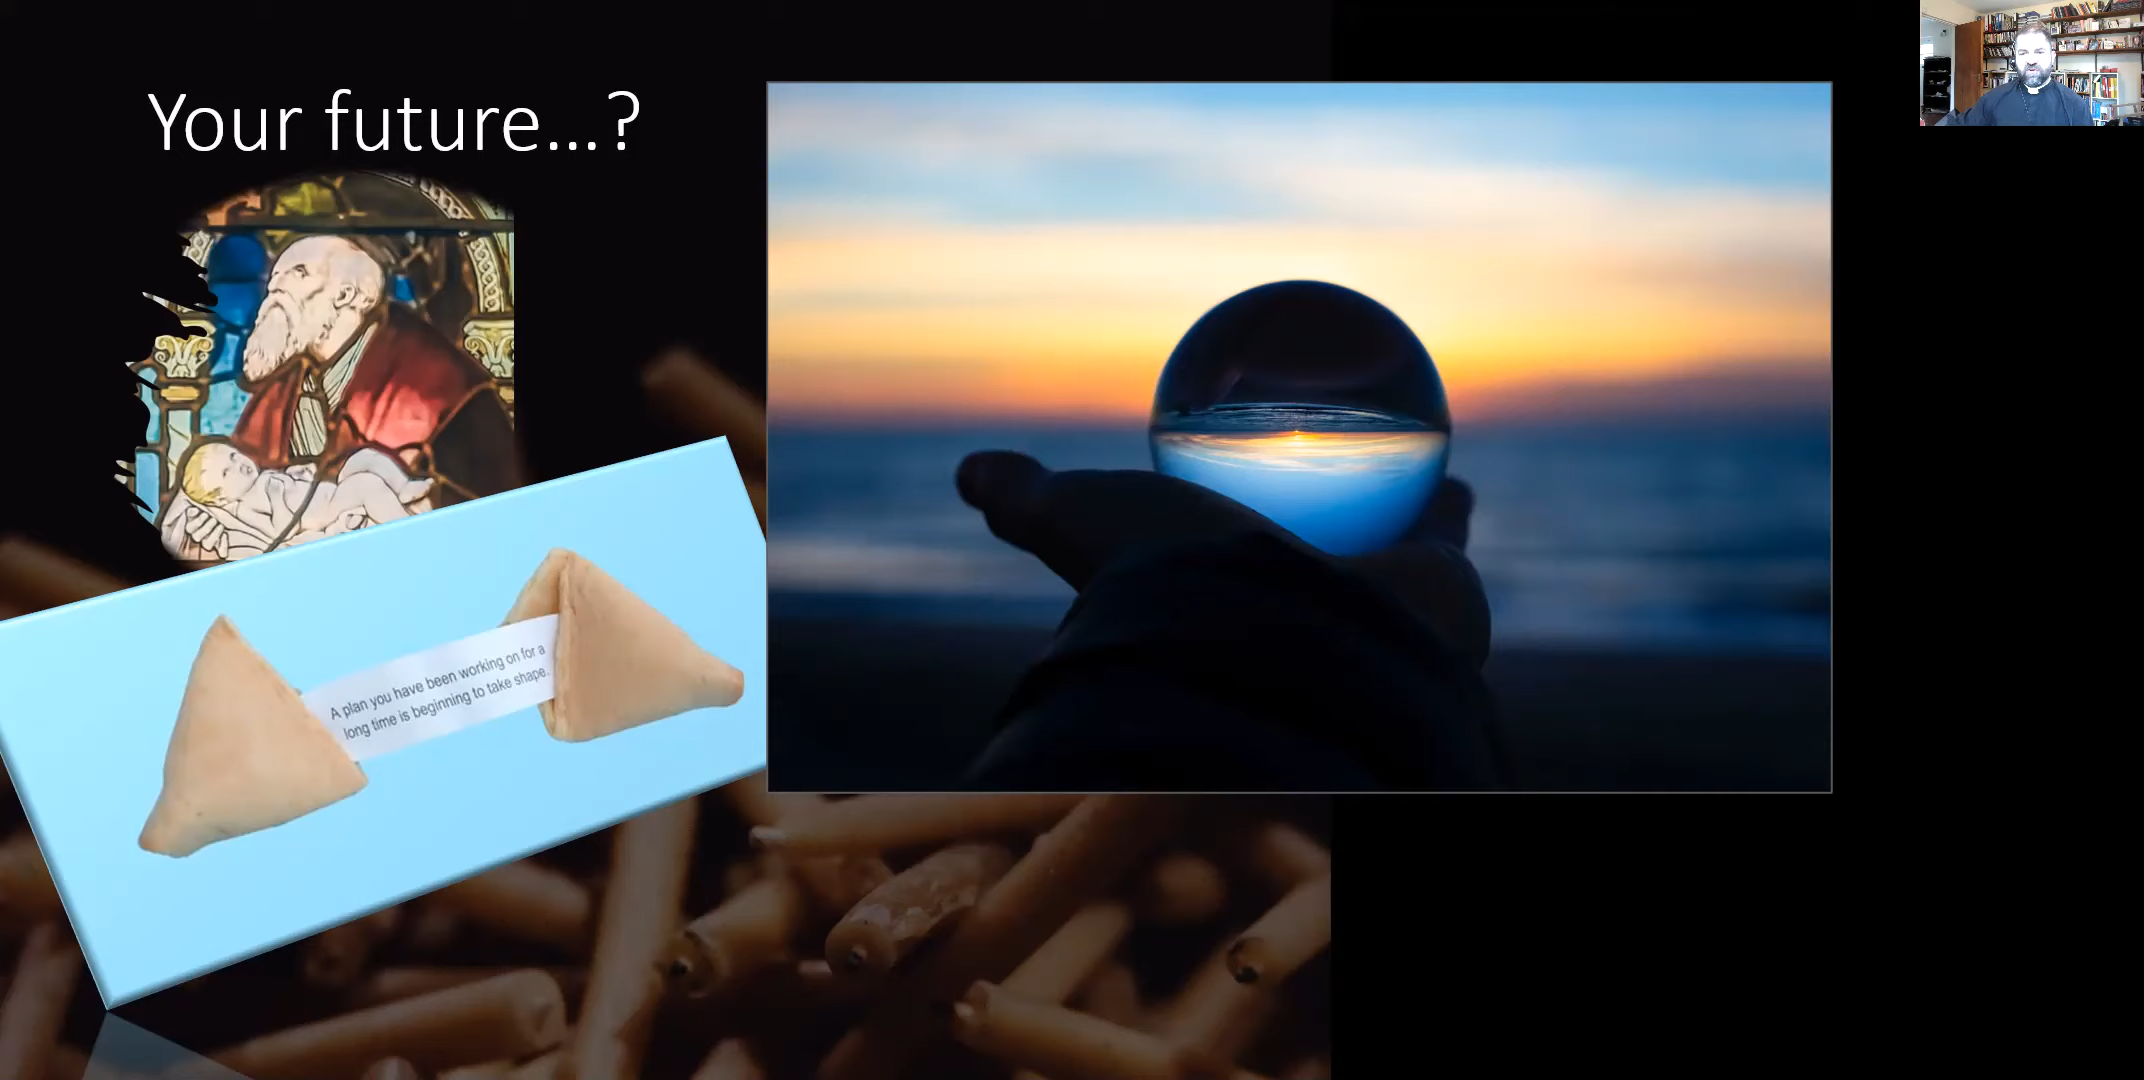 Your future...?
A plan you have been working on for a
long time is beginning to take shape.